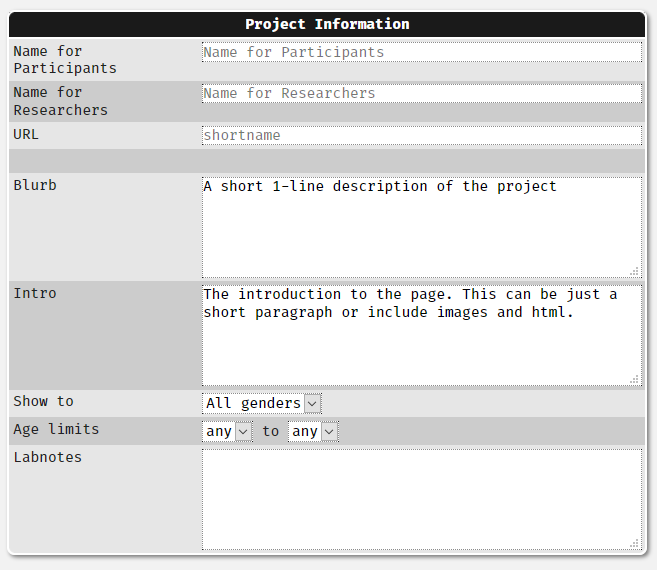 Project Information
Name for
Participants
Name for Participants
Name for
Researchers
Name for Researchers
URL
shortname
Blurb
A short 1-line description of the project
Intro
The introduction to the page. This can be just a
short paragraph or include images and html.
Show to
All genders
Age limits
any to any
Labnotes